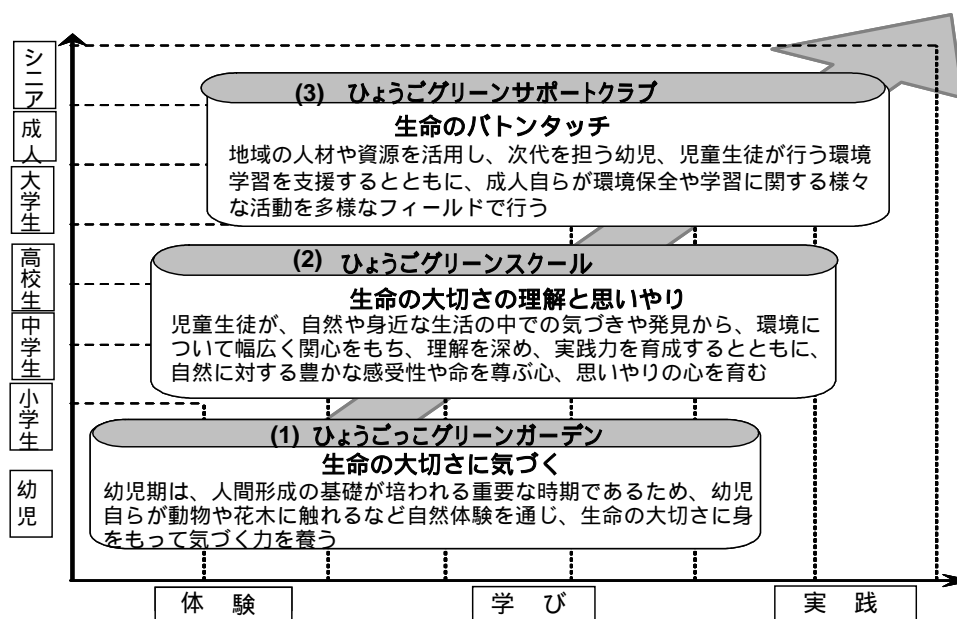 シニア
成人
大学生
高校生
中学生
小学生
幼児
(3) ひょうごグリーンサポートクラブ
生命のバトンタッチ
地域の人材や資源を活用し、次代を担う幼児、児童生徒が行う環境
学習を支援するとともに、成人自らが環境保全や学習に関する様々
な活動を多様なフィールドで行う
(2) ひょうごグリーンスクール
生命の大切さの理解と思いやり
児童生徒が、自然や身近な生活の中での気づきや発見から、環境に
ついて幅広く関心をもち、理解を深め、実践力を育成するとともに、
自然に対する豊かな感受性や命を尊ぶ心、思いやりの心を育む
(1) ひょうごっこグリーンガーデン
生命の大切さに気づく
幼児期は、人間形成の基礎が培われる重要な時期であるため、幼児
自らが動物や花木に触れるなど自然体験を通じ、生命の大切さに身
をもって気づく力を養う
体 験
学 び
実 践